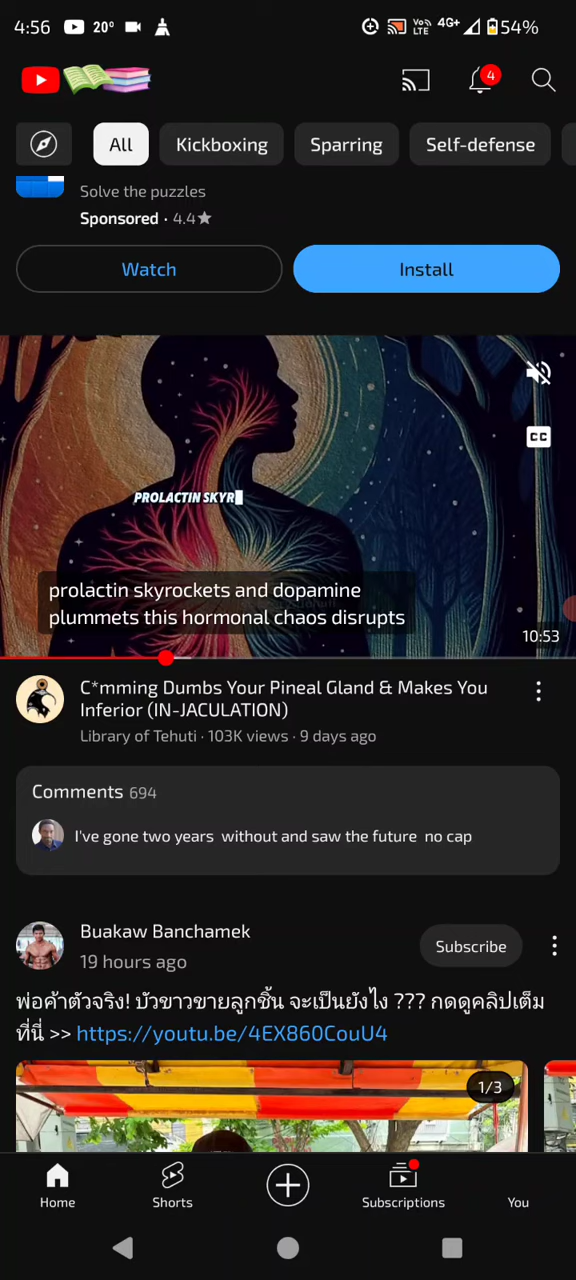 4:56 20° Vo) LTE 4G+ 54%
4
All Kickboxing Sparring Self-defense
Solve the puzzles
Sponsored · 4.4★
Watch Install
PROLACTIN SKYR
CC
prolactin skyrockets and dopamine
plummets this hormonal chaos disrupts
10:53
C*mming Dumbs Your Pineal Gland & Makes You
Inferior (IN-JACULATION)
Library of Tehuti · 103K views · 9 days ago
Comments 694
I've gone two years without and saw the future no cap
Buakaw Banchamek
19 hours ago
Subscribe
พ่อค้าตัวจริง! บัวขาวขายลูกชิ้น จะเป็นยังไง ??? กดดูคลิปเต็ม
ที่นี่ >> https://youtu.be/4EX860CouU4
1/3
Home Shorts Subscriptions You